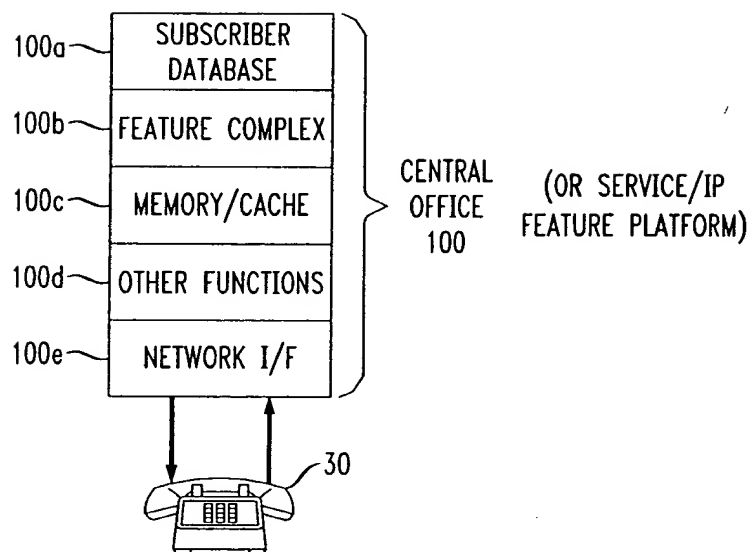 100a
SUBSCRIBER
DATABASE
100b
FEATURE COMPLEX
100c
MEMORY/CACHE
100d
OTHER FUNCTIONS
100e
NETWORK I/F
CENTRAL
OFFICE
100
(OR SERVICE/IP
FEATURE PLATFORM)
30